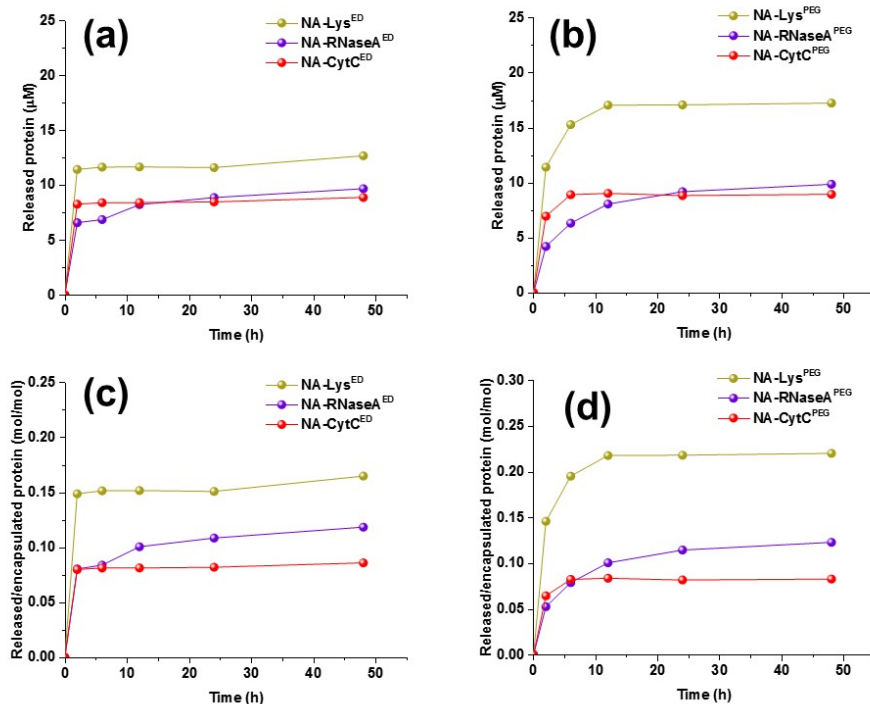 (a)
NA-Lys^ED
NA-RNaseA^ED
NA-CytC^ED
Released protein (μM)
25
20
15
10
5
0
0 10 20 30 40 50
Time (h)
(b)
NA-Lys^PEG
NA-RNaseA^PEG
NA-CytC^PEG
Released protein (μM)
25
20
15
10
5
0
0 10 20 30 40 50
Time (h)
(c)
NA-Lys^ED
NA-RNaseA^ED
NA-CytC^ED
Released/encapsulated protein (mol/mol)
0.25
0.20
0.15
0.10
0.05
0.00
0 10 20 30 40 50
Time (h)
(d)
NA-Lys^PEG
NA-RNaseA^PEG
NA-CytC^PEG
Released/encapsulated protein (mol/mol)
0.30
0.25
0.20
0.15
0.10
0.05
0.00
0 10 20 30 40 50
Time (h)